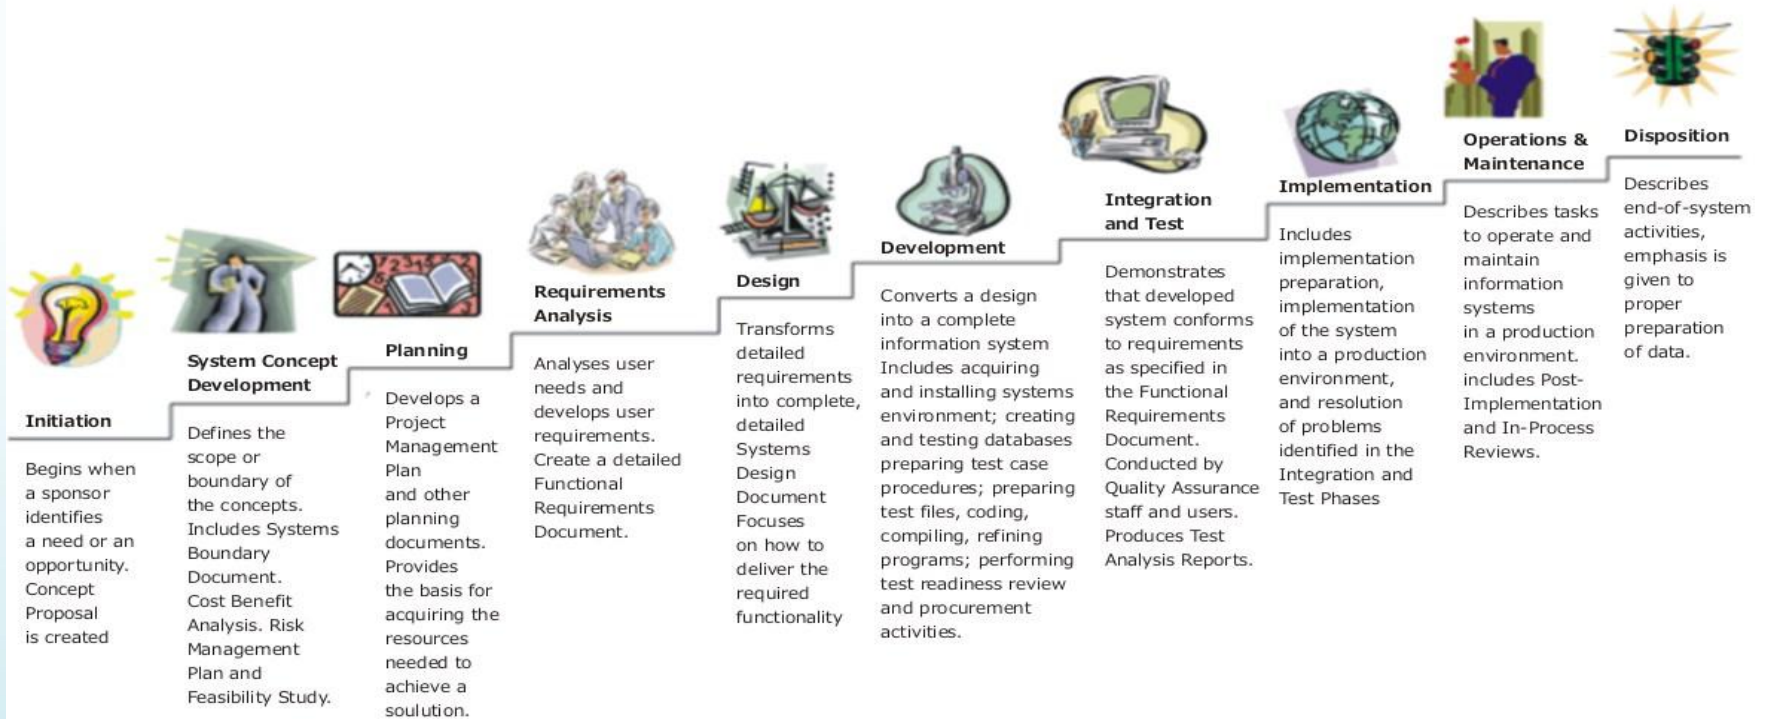 Initiation
Begins when
a sponsor
identifies
a need or an
opportunity.
Concept
Proposal
is created
System Concept
Development
Defines the
scope or
boundary of
the concepts.
Includes Systems
Boundary
Document.
Cost Benefit
Analysis. Risk
Management
Plan and
Feasibility Study.
Planning
Develops a
Project
Management
Plan
and other
planning
documents.
Provides
the basis for
acquiring the
resources
needed to
achieve a
soulution.
Requirements
Analysis
Analyses user
needs and
develops user
requirements.
Create a detailed
Functional
Requirements
Document.
Design
Transforms
detailed
requirements
into complete,
detailed
Systems
Design
Document
Focuses
on how to
deliver the
required
functionality
Development
Converts a design
into a complete
information system
Includes acquiring
and installing systems
environment; creating
and testing databases
preparing test case
procedures; preparing
test files, coding,
compiling, refining
programs; performing
test readiness review
and procurement
activities.
Integration
and Test
Demonstrates
that developed
system conforms
to requirements
as specified in
the Functional
Requirements
Document.
Conducted by
Quality Assurance
staff and users.
Produces Test
Analysis Reports.
Implementation
Includes
implementation
preparation,
implementation
of the system
into a production
environment,
and resolution
of problems
identified in the
Integration and
Test Phases
Operations &
Maintenance
Describes tasks
to operate and
maintain
information
systems
in a production
environment.
includes Post-
Implementation
and In-Process
Reviews.
Disposition
Describes
end-of-system
activities,
emphasis is
given to
proper
preparation
of data.